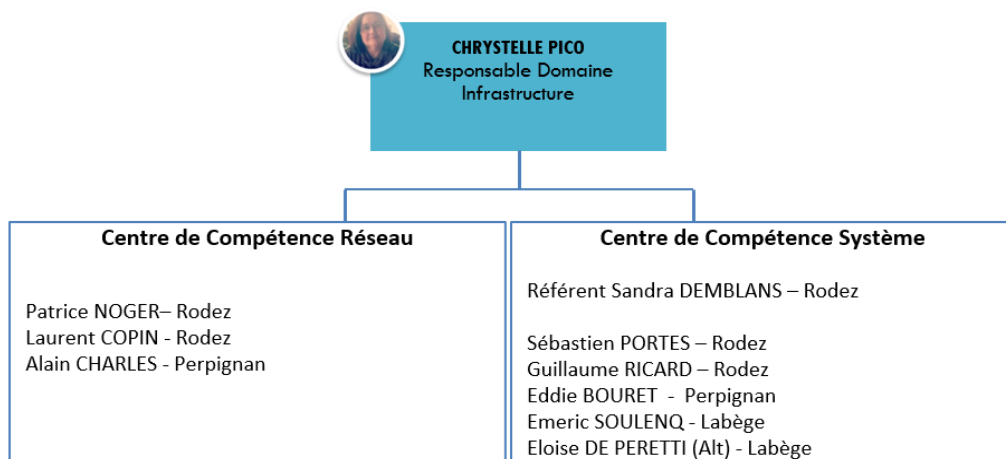 CHRYSTELLE PICO
Responsable Domaine
Infrastructure
Centre de Compétence Réseau
Patrice NOGER– Rodez
Laurent COPIN - Rodez
Alain CHARLES - Perpignan
Centre de Compétence Système
Référent Sandra DEMBLANS – Rodez
Sébastien PORTES – Rodez
Guillaume RICARD – Rodez
Eddie BOURET - Perpignan
Emeric SOULENQ - Labège
Eloise DE PERETTI (Alt) - Labège